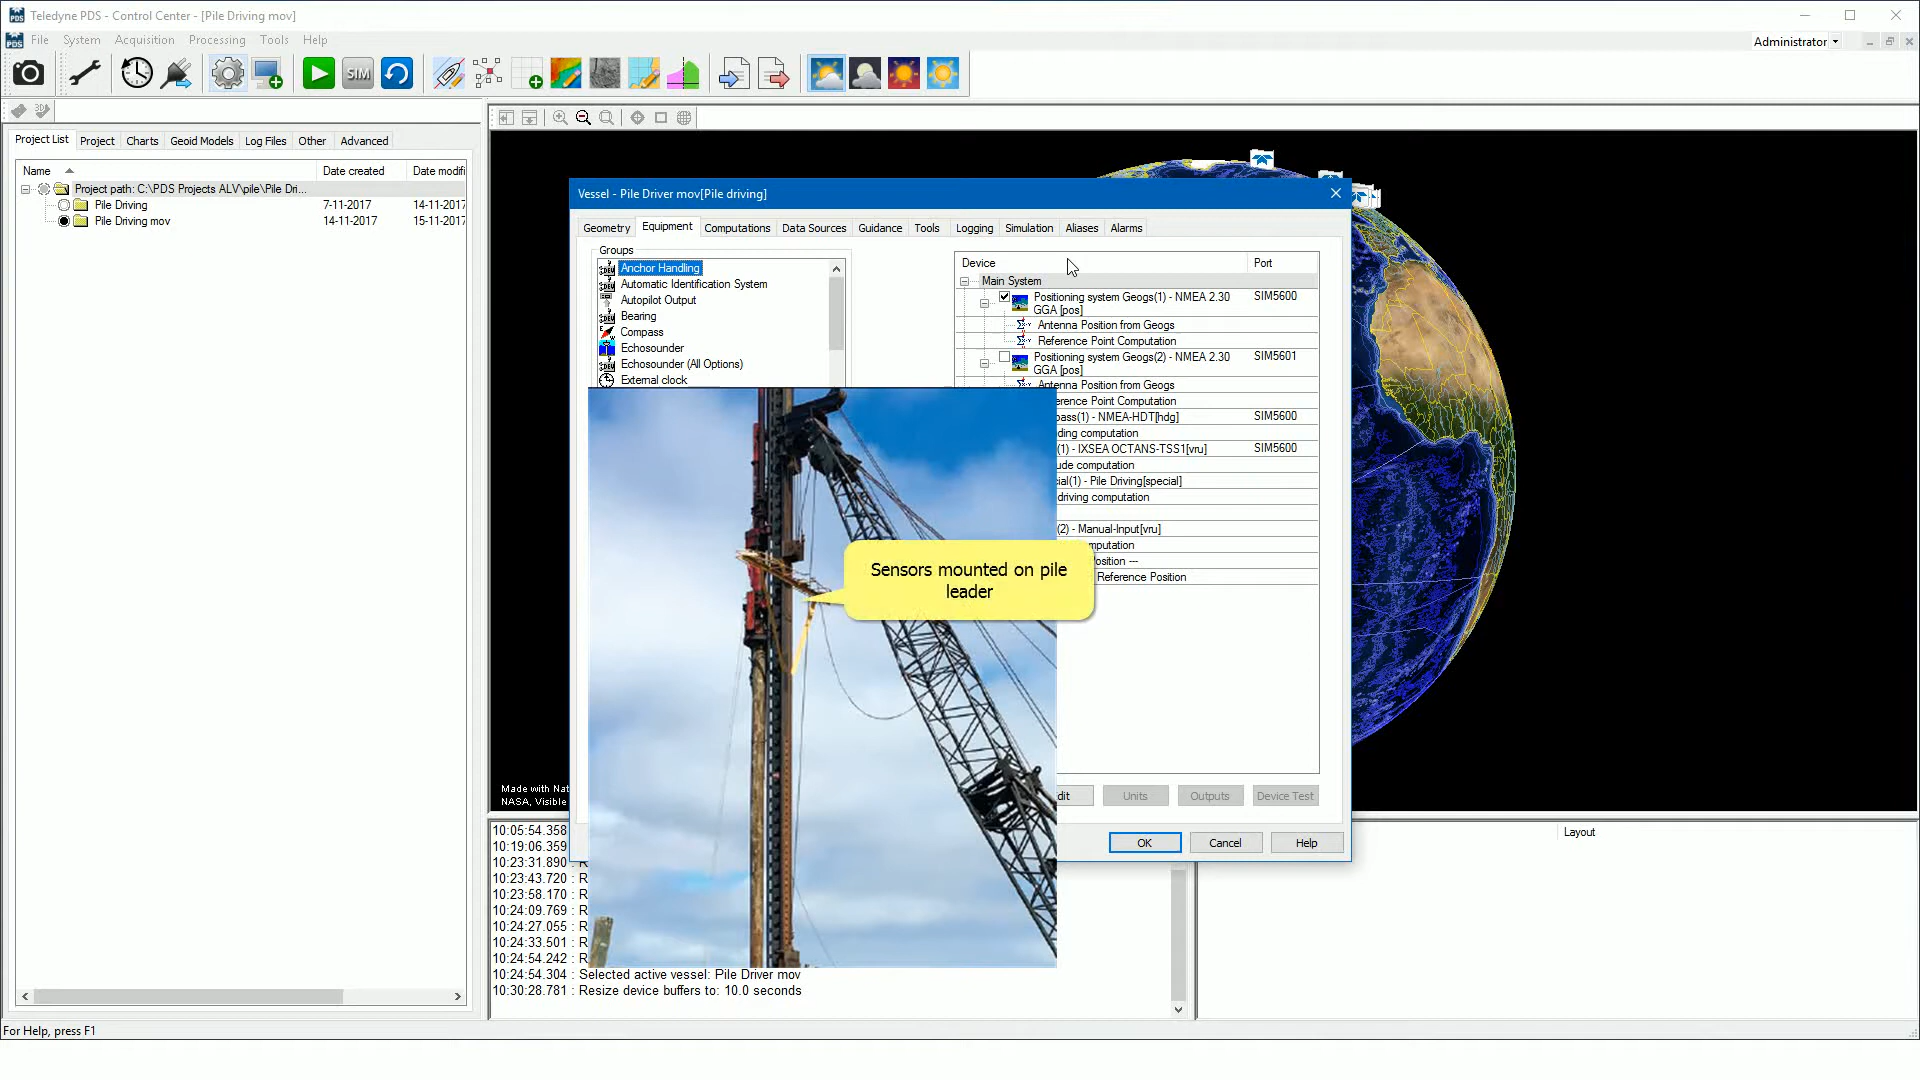 Teledyne PDS - Control Center - [Pile Driving mov]
File System Acquisition Processing Tools Help
Administrator
SIM
3D
Project List Project Charts Geoid Models Log Files Other Advanced
Name Date created Date modifi
Project path: C:\PDS Projects ALV\pile\Pile Dri...
Pile Driving 7-11-2017 14-11-2017
Pile Driving mov 14-11-2017 15-11-2017
Vessel - Pile Driver mov[Pile driving]
Geometry Equipment Computations Data Sources Guidance Tools Logging Simulation Aliases Alarms
Groups
Anchor Handling
Automatic Identification System
Autopilot Output
Bearing
Compass
Echosounder
Echosounder (All Options)
External clock
Device Port
Main System
Positioning system Geogs(1) - NMEA 2.30 SIM5600
GGA [pos]
Antenna Position from Geogs
Reference Point Computation
Positioning system Geogs(2) - NMEA 2.30 SIM5601
GGA [pos]
Antenna Position from Geogs
erence Point Computation
pass(1) - NMEA-HDT[hdg] SIM5600
ding computation
(1) - IXSEA OCTANS-TSS1[vru] SIM5600
ude computation
cial(1) - Pile Driving[special]
driving computation
(2) - Manual-Input[vru]
mputation
osition ---
Reference Position
Sensors mounted on pile
leader
dit Units Outputs Device Test
OK Cancel Help
Made with Nat
NASA, Visible
10:05:54.358
10:19:06.359
10:23:31.890 : R
10:23:43.720 : R
10:23:58.170 : R
10:24:09.769 : R
10:24:27.055 : R
10:24:33.501 : R
10:24:54.242 : R
10:24:54.304 : Selected active vessel: Pile Driver mov
10:30:28.781 : Resize device buffers to: 10.0 seconds
Layout
For Help, press F1